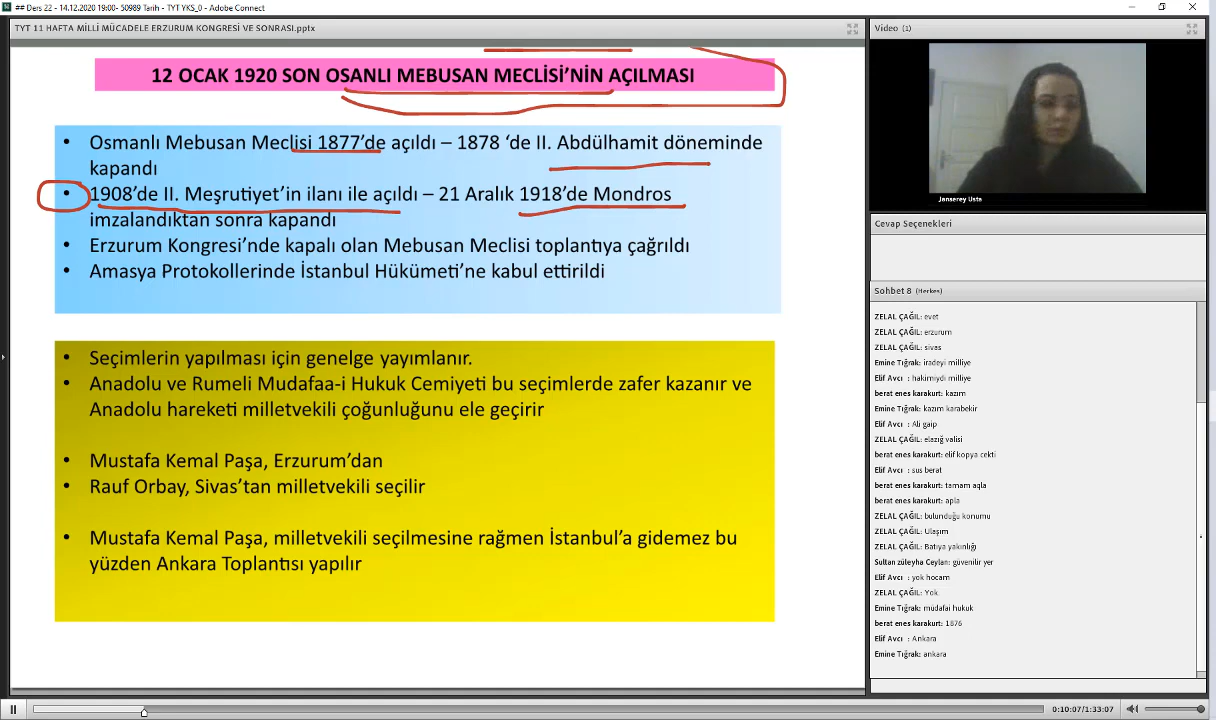 ## Ders 22 - 14.12.2020 19:00- 50989 Tarih - TYT YKS_0 - Adobe Connect
TYT 11 HAFTA MİLLİ MÜCADELE ERZURUM KONGRESİ VE SONRASI.pptx
12 OCAK 1920 SON OSANLI MEBUSAN MECLİSİ’NİN AÇILMASI
• Osmanlı Mebusan Meclisi 1877’de açıldı – 1878 ‘de II. Abdülhamit döneminde
kapandı
• 1908’de II. Meşrutiyet’in ilanı ile açıldı – 21 Aralık 1918’de Mondros
imzalandıktan sonra kapandı
• Erzurum Kongresi’nde kapalı olan Mebusan Meclisi toplantıya çağrıldı
• Amasya Protokollerinde İstanbul Hükümeti’ne kabul ettirildi
• Seçimlerin yapılması için genelge yayımlanır.
• Anadolu ve Rumeli Mudafaa-i Hukuk Cemiyeti bu seçimlerde zafer kazanır ve
Anadolu hareketi milletvekili çoğunluğunu ele geçirir
• Mustafa Kemal Paşa, Erzurum’dan
• Rauf Orbay, Sivas’tan milletvekili seçilir
• Mustafa Kemal Paşa, milletvekili seçilmesine rağmen İstanbul’a gidemez bu
yüzden Ankara Toplantısı yapılır
Video (1)
Janserey Usta
Cevap Seçenekleri
Sohbet 8 (Herkes)
ZELAL ÇAĞIL: evet
ZELAL ÇAĞIL: erzurum
ZELAL ÇAĞIL: sivas
Emine Tığrak: iradeyi milliye
Elif Avcı : hakimiydi milliye
berat enes karakurt: kazım
Emine Tığrak: kazım karabekir
Elif Avcı : Ali gaip
ZELAL ÇAĞIL: elazığ valisi
berat enes karakurt: elif kopya cekti
Elif Avcı : sus berat
berat enes karakurt: tamam aqla
berat enes karakurt: apla
ZELAL ÇAĞIL: bulunduğu konumu
ZELAL ÇAĞIL: Ulaşım
ZELAL ÇAĞIL: Batıya yakınlığı
Sultan züleyha Ceylan: güvenilir yer
Elif Avcı : yok hocam
ZELAL ÇAĞIL: Yok
Emine Tığrak: müdafai hukuk
berat enes karakurt: 1876
Elif Avcı : Ankara
Emine Tığrak: ankara
0:10:07/1:33:07